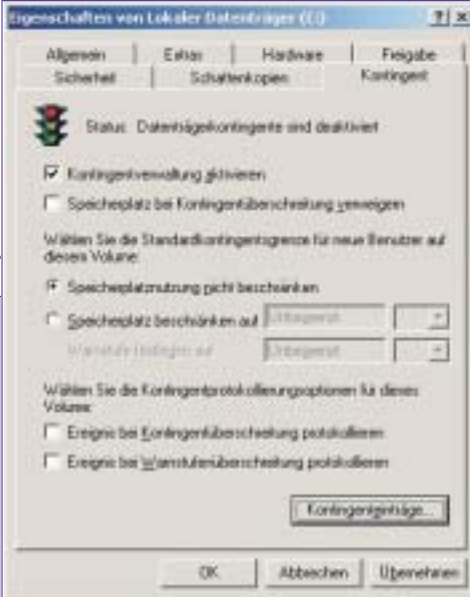 Eigenschaften von Lokaler Datenträger (C:)
Allgemein Extras Hardware Freigabe
Sicherheit Schattenkopien Kontingent
Status: Datenträgerkontingente sind deaktiviert
Kontingentverwaltung aktivieren
Speicherplatz bei Kontingentüberschreitung verweigern
Wählen Sie die Standardkontingentsgrenze für neue Benutzer auf
diesem Volume:
Speicherplatznutzung nicht beschränken
Speicherplatz beschränken auf Unbegrenzt
Warnstufe festlegen auf Unbegrenzt
Wählen Sie die Kontingentprotokollierungsoptionen für dieses
Volume:
Ereignis bei Kontingentüberschreitung protokollieren
Ereignis bei Warnstufenüberschreitung protokollieren
Kontingenteinträge...
OK Abbrechen Übernehmen